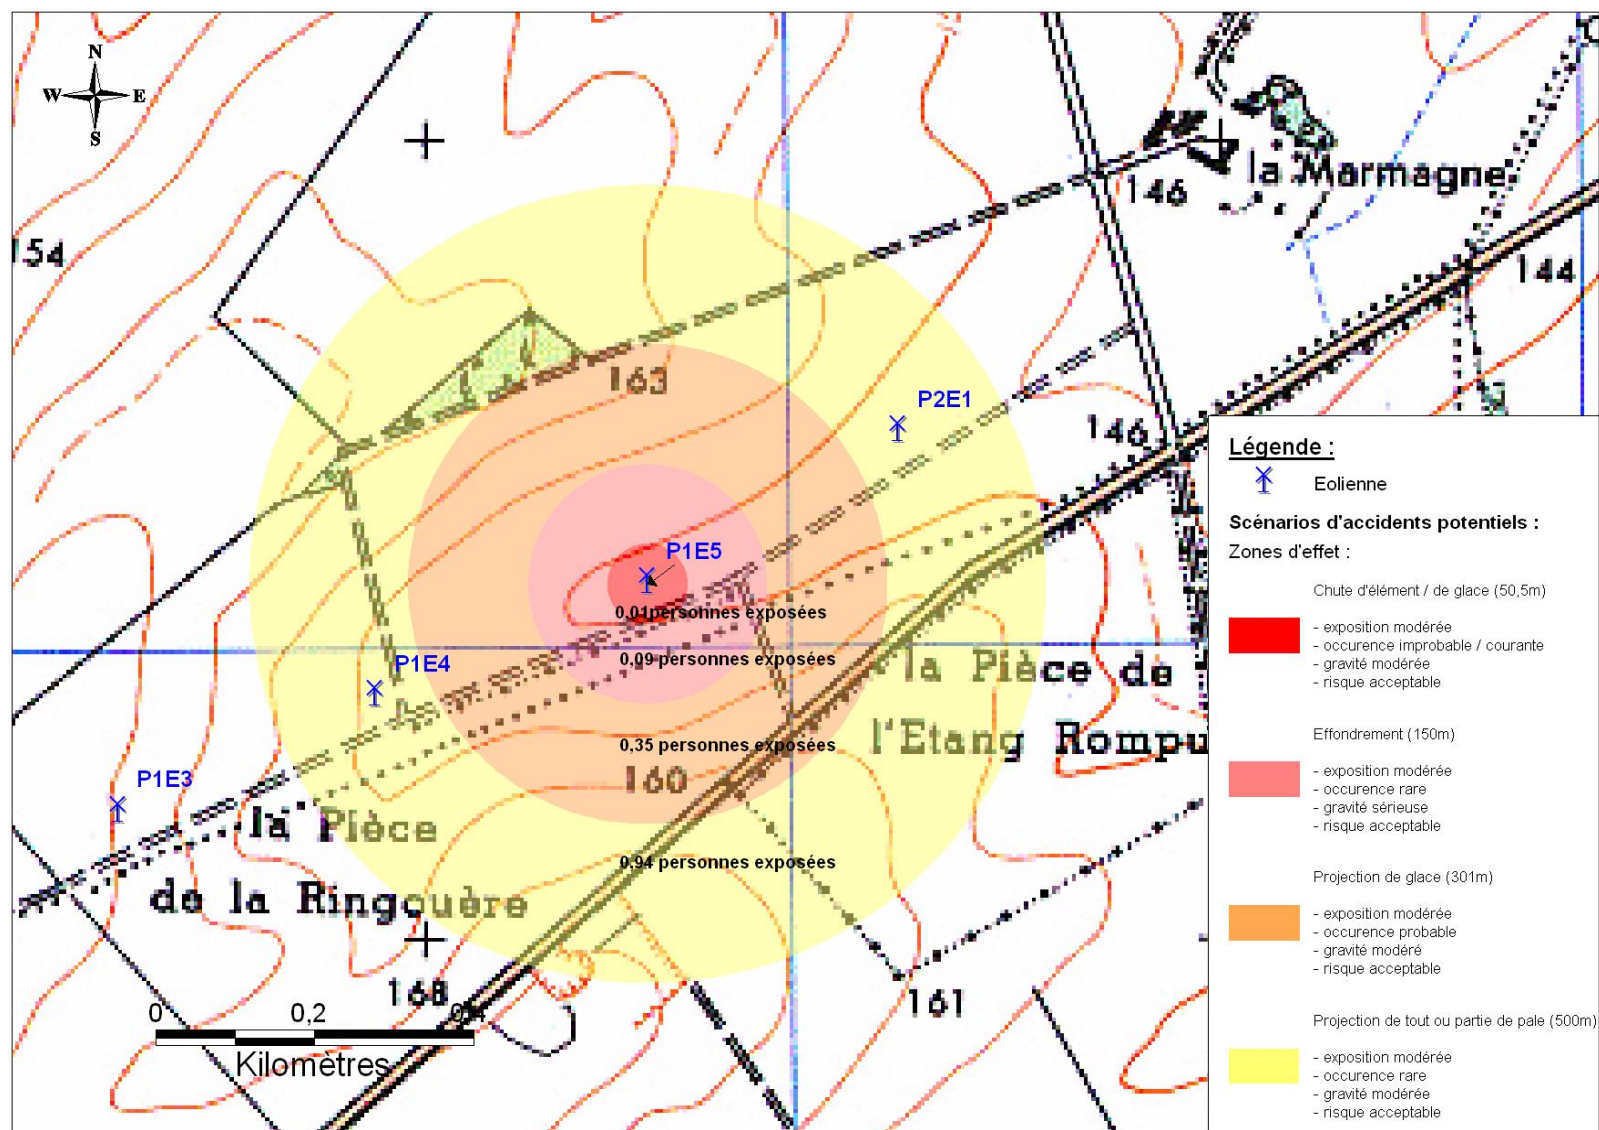 N
W E
S
154
la Marmagne
146
144
163
P2E1
146
P1E5
0,01personnes exposées
0,09 personnes exposées
P1E4
la Pièce de
l'Etang Rompu
0,35 personnes exposées
160
P1E3
la Pièce
de la Ringouère
0,94 personnes exposées
168
161
0 0,2 0,4
Kilomètres
Légende :
Eolienne
Scénarios d'accidents potentiels :
Zones d'effet :
Chute d'élément / de glace (50,5m)
- exposition modérée
- occurence improbable / courante
- gravité modérée
- risque acceptable
Effondrement (150m)
- exposition modérée
- occurence rare
- gravité sérieuse
- risque acceptable
Projection de glace (301m)
- exposition modérée
- occurence probable
- gravité modéré
- risque acceptable
Projection de tout ou partie de pale (500m)
- exposition modérée
- occurence rare
- gravité modérée
- risque acceptable